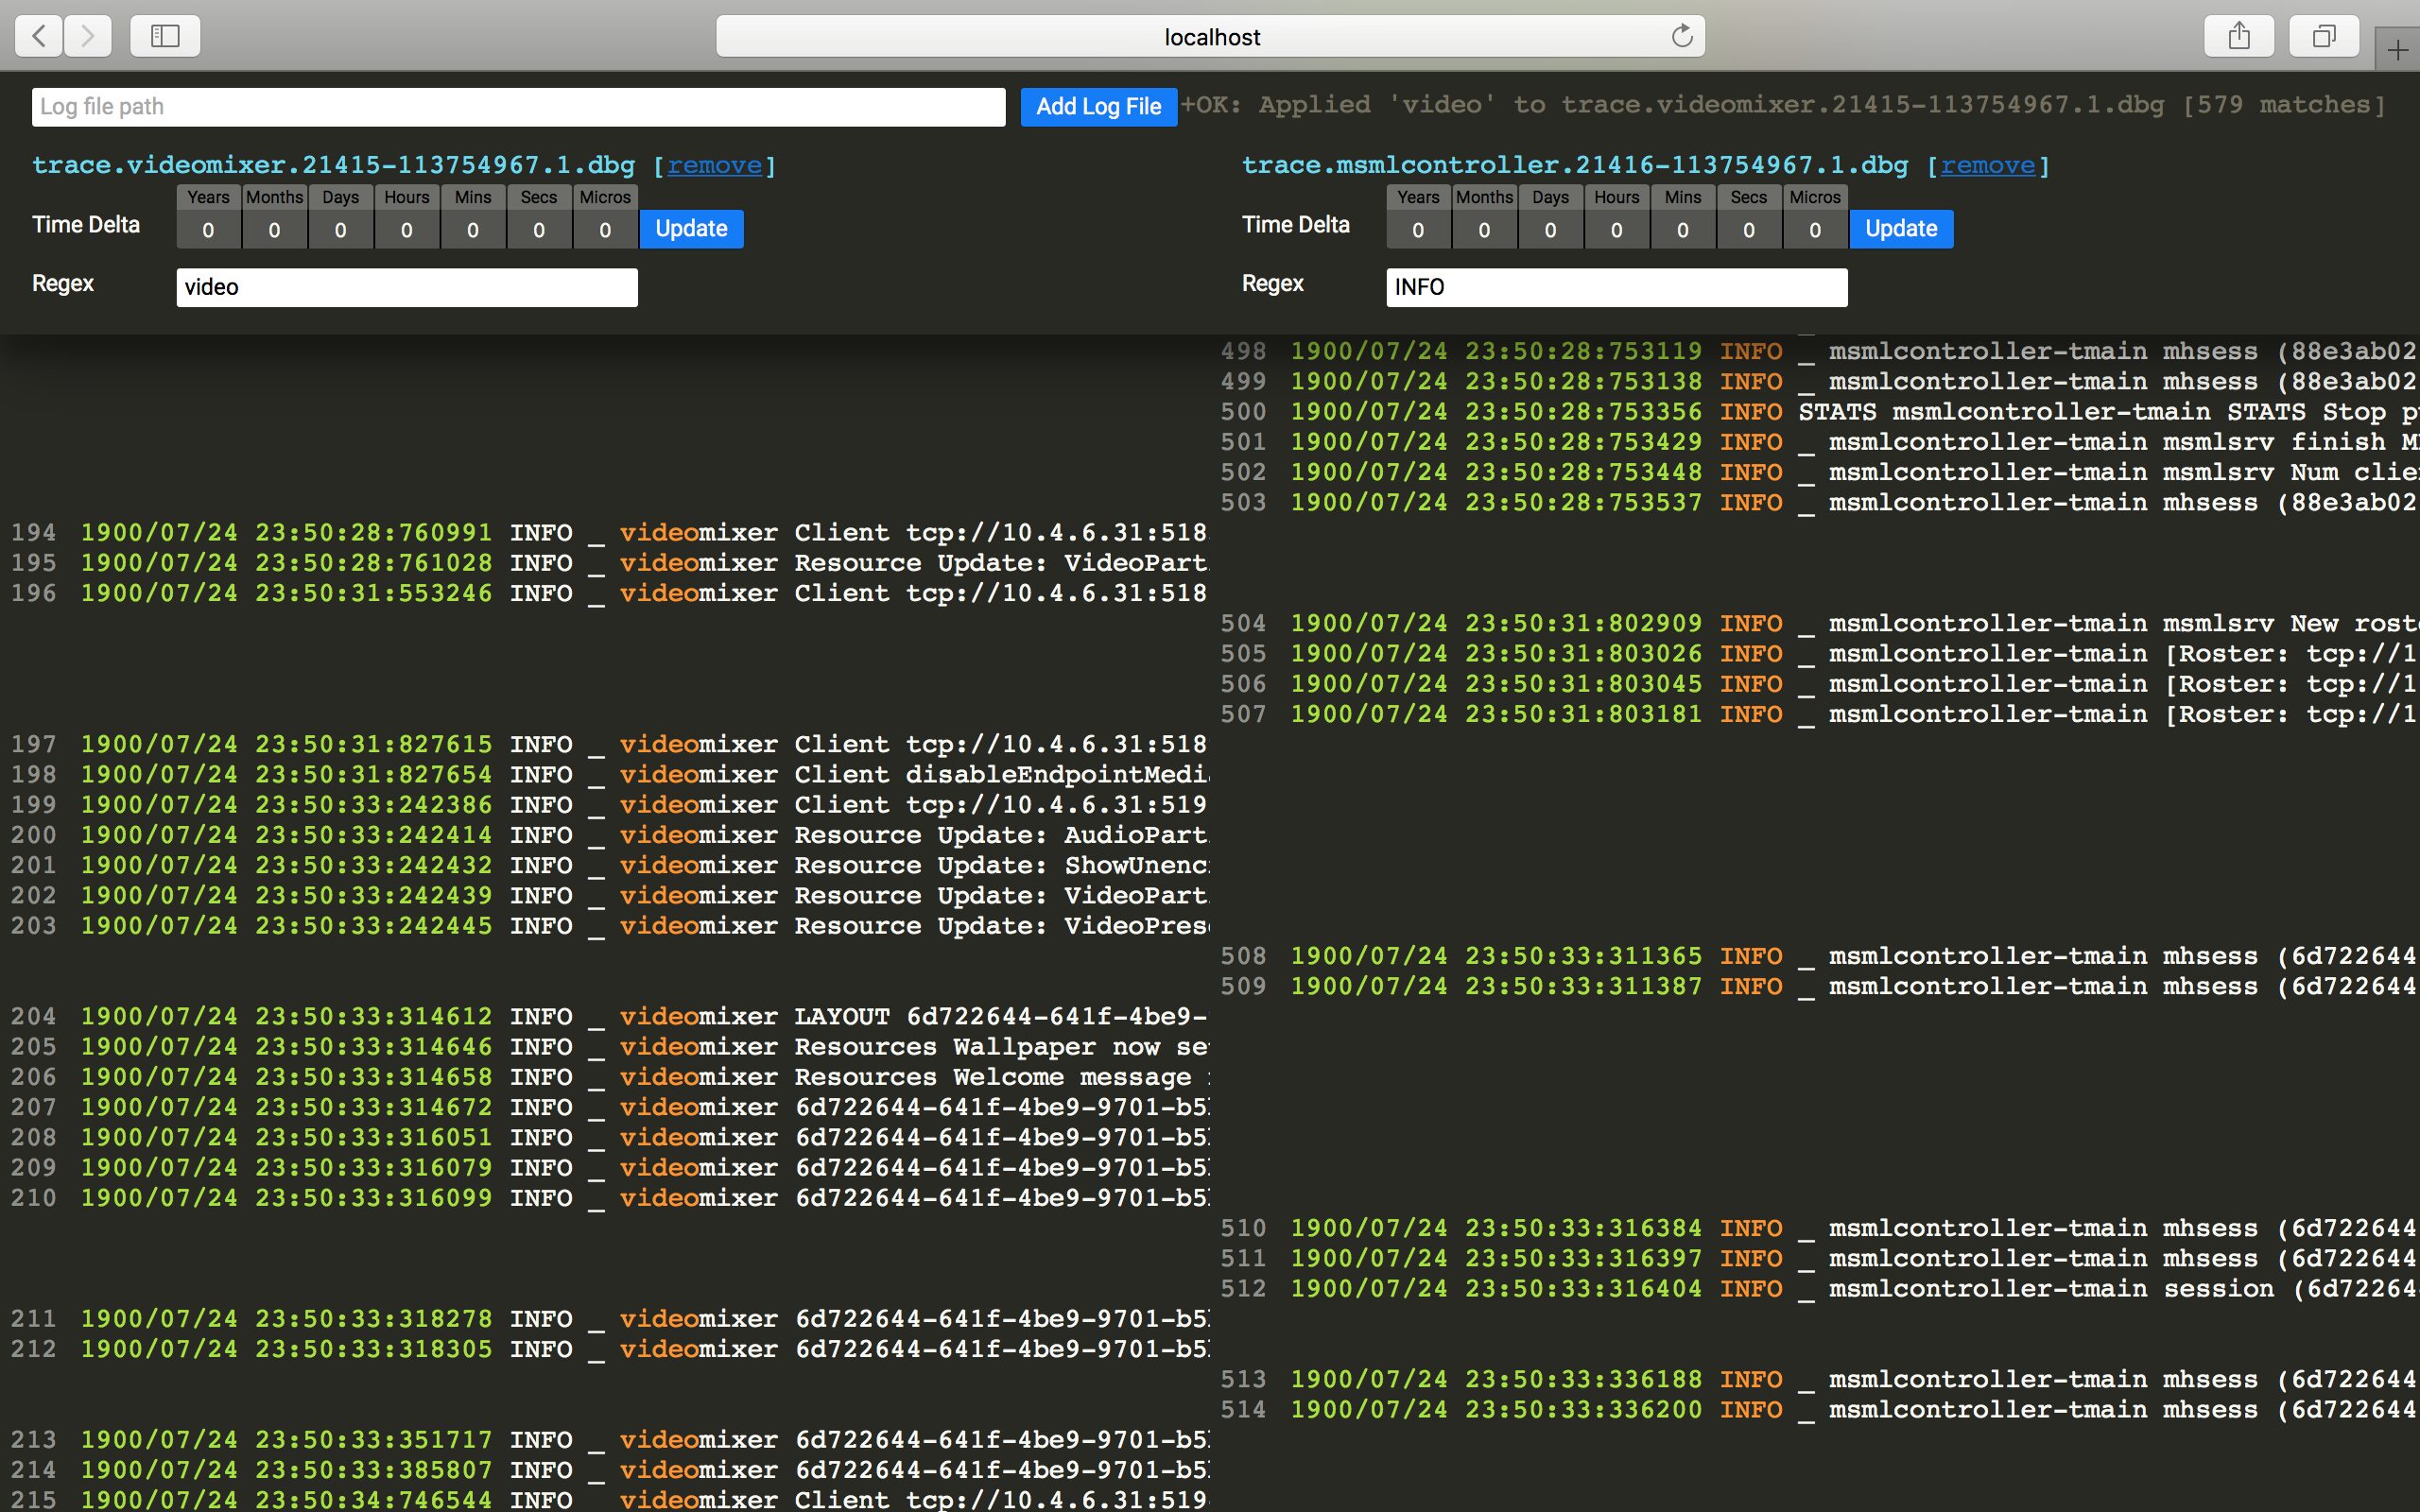 localhost
Log file path
Add Log File
+OK: Applied 'video' to trace.videomixer.21415-113754967.1.dbg [579 matches]
trace.videomixer.21415-113754967.1.dbg [remove]
Years Months Days Hours Mins Secs Micros
Time Delta 0 0 0 0 0 0 0 Update
Regex video
trace.msmlcontroller.21416-113754967.1.dbg [remove]
Years Months Days Hours Mins Secs Micros
Time Delta 0 0 0 0 0 0 0 Update
Regex INFO
194 1900/07/24 23:50:28:760991 INFO _ videomixer Client tcp://10.4.6.31:518
195 1900/07/24 23:50:28:761028 INFO _ videomixer Resource Update: VideoPart
196 1900/07/24 23:50:31:553246 INFO _ videomixer Client tcp://10.4.6.31:518
197 1900/07/24 23:50:31:827615 INFO _ videomixer Client tcp://10.4.6.31:518
198 1900/07/24 23:50:31:827654 INFO _ videomixer Client disableEndpointMedi
199 1900/07/24 23:50:33:242386 INFO _ videomixer Client tcp://10.4.6.31:519
200 1900/07/24 23:50:33:242414 INFO _ videomixer Resource Update: AudioPart
201 1900/07/24 23:50:33:242432 INFO _ videomixer Resource Update: ShowUnenc
202 1900/07/24 23:50:33:242439 INFO _ videomixer Resource Update: VideoPart
203 1900/07/24 23:50:33:242445 INFO _ videomixer Resource Update: VideoPres
204 1900/07/24 23:50:33:314612 INFO _ videomixer LAYOUT 6d722644-641f-4be9-
205 1900/07/24 23:50:33:314646 INFO _ videomixer Resources Wallpaper now se
206 1900/07/24 23:50:33:314658 INFO _ videomixer Resources Welcome message
207 1900/07/24 23:50:33:314672 INFO _ videomixer 6d722644-641f-4be9-9701-b5
208 1900/07/24 23:50:33:316051 INFO _ videomixer 6d722644-641f-4be9-9701-b5
209 1900/07/24 23:50:33:316079 INFO _ videomixer 6d722644-641f-4be9-9701-b5
210 1900/07/24 23:50:33:316099 INFO _ videomixer 6d722644-641f-4be9-9701-b5
211 1900/07/24 23:50:33:318278 INFO _ videomixer 6d722644-641f-4be9-9701-b5
212 1900/07/24 23:50:33:318305 INFO _ videomixer 6d722644-641f-4be9-9701-b5
213 1900/07/24 23:50:33:351717 INFO _ videomixer 6d722644-641f-4be9-9701-b5
214 1900/07/24 23:50:33:385807 INFO _ videomixer 6d722644-641f-4be9-9701-b5
215 1900/07/24 23:50:34:746544 INFO _ videomixer Client tcp://10.4.6.31:519
498 1900/07/24 23:50:28:753119 INFO _ msmlcontroller-tmain mhsess (88e3ab02
499 1900/07/24 23:50:28:753138 INFO _ msmlcontroller-tmain mhsess (88e3ab02
500 1900/07/24 23:50:28:753356 INFO STATS msmlcontroller-tmain STATS Stop p
501 1900/07/24 23:50:28:753429 INFO _ msmlcontroller-tmain msmlsrv finish M
502 1900/07/24 23:50:28:753448 INFO _ msmlcontroller-tmain msmlsrv Num clie
503 1900/07/24 23:50:28:753537 INFO _ msmlcontroller-tmain mhsess (88e3ab02
504 1900/07/24 23:50:31:802909 INFO _ msmlcontroller-tmain msmlsrv New rost
505 1900/07/24 23:50:31:803026 INFO _ msmlcontroller-tmain [Roster: tcp://1
506 1900/07/24 23:50:31:803045 INFO _ msmlcontroller-tmain [Roster: tcp://1
507 1900/07/24 23:50:31:803181 INFO _ msmlcontroller-tmain [Roster: tcp://1
508 1900/07/24 23:50:33:311365 INFO _ msmlcontroller-tmain mhsess (6d722644
509 1900/07/24 23:50:33:311387 INFO _ msmlcontroller-tmain mhsess (6d722644
510 1900/07/24 23:50:33:316384 INFO _ msmlcontroller-tmain mhsess (6d722644
511 1900/07/24 23:50:33:316397 INFO _ msmlcontroller-tmain mhsess (6d722644
512 1900/07/24 23:50:33:316404 INFO _ msmlcontroller-tmain session (6d72264
513 1900/07/24 23:50:33:336188 INFO _ msmlcontroller-tmain mhsess (6d722644
514 1900/07/24 23:50:33:336200 INFO _ msmlcontroller-tmain mhsess (6d722644